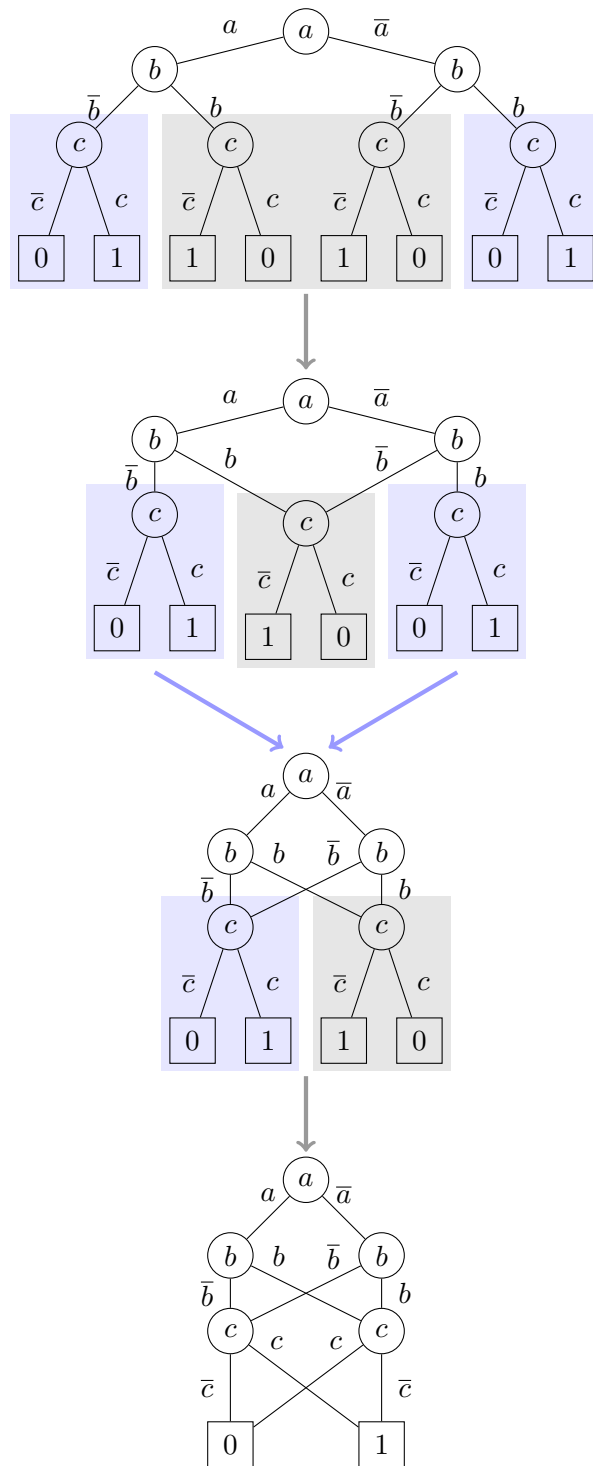 a a a̅
b b
b̅ b b̅ b
c c c c
c̅ c c̅ c c̅ c c̅ c
0 1 1 0 1 0 0 1
a a a̅
b b
b̅ b b̅ b
c c c
c̅ c c̅ c c̅ c
0 1 1 0 0 1
a
a a̅
b b b̅ b
b̅ b
c c
c̅ c c̅ c
0 1 1 0
a
a a̅
b b b̅ b
b̅ b
c c c c
c̅ c̅
0 1